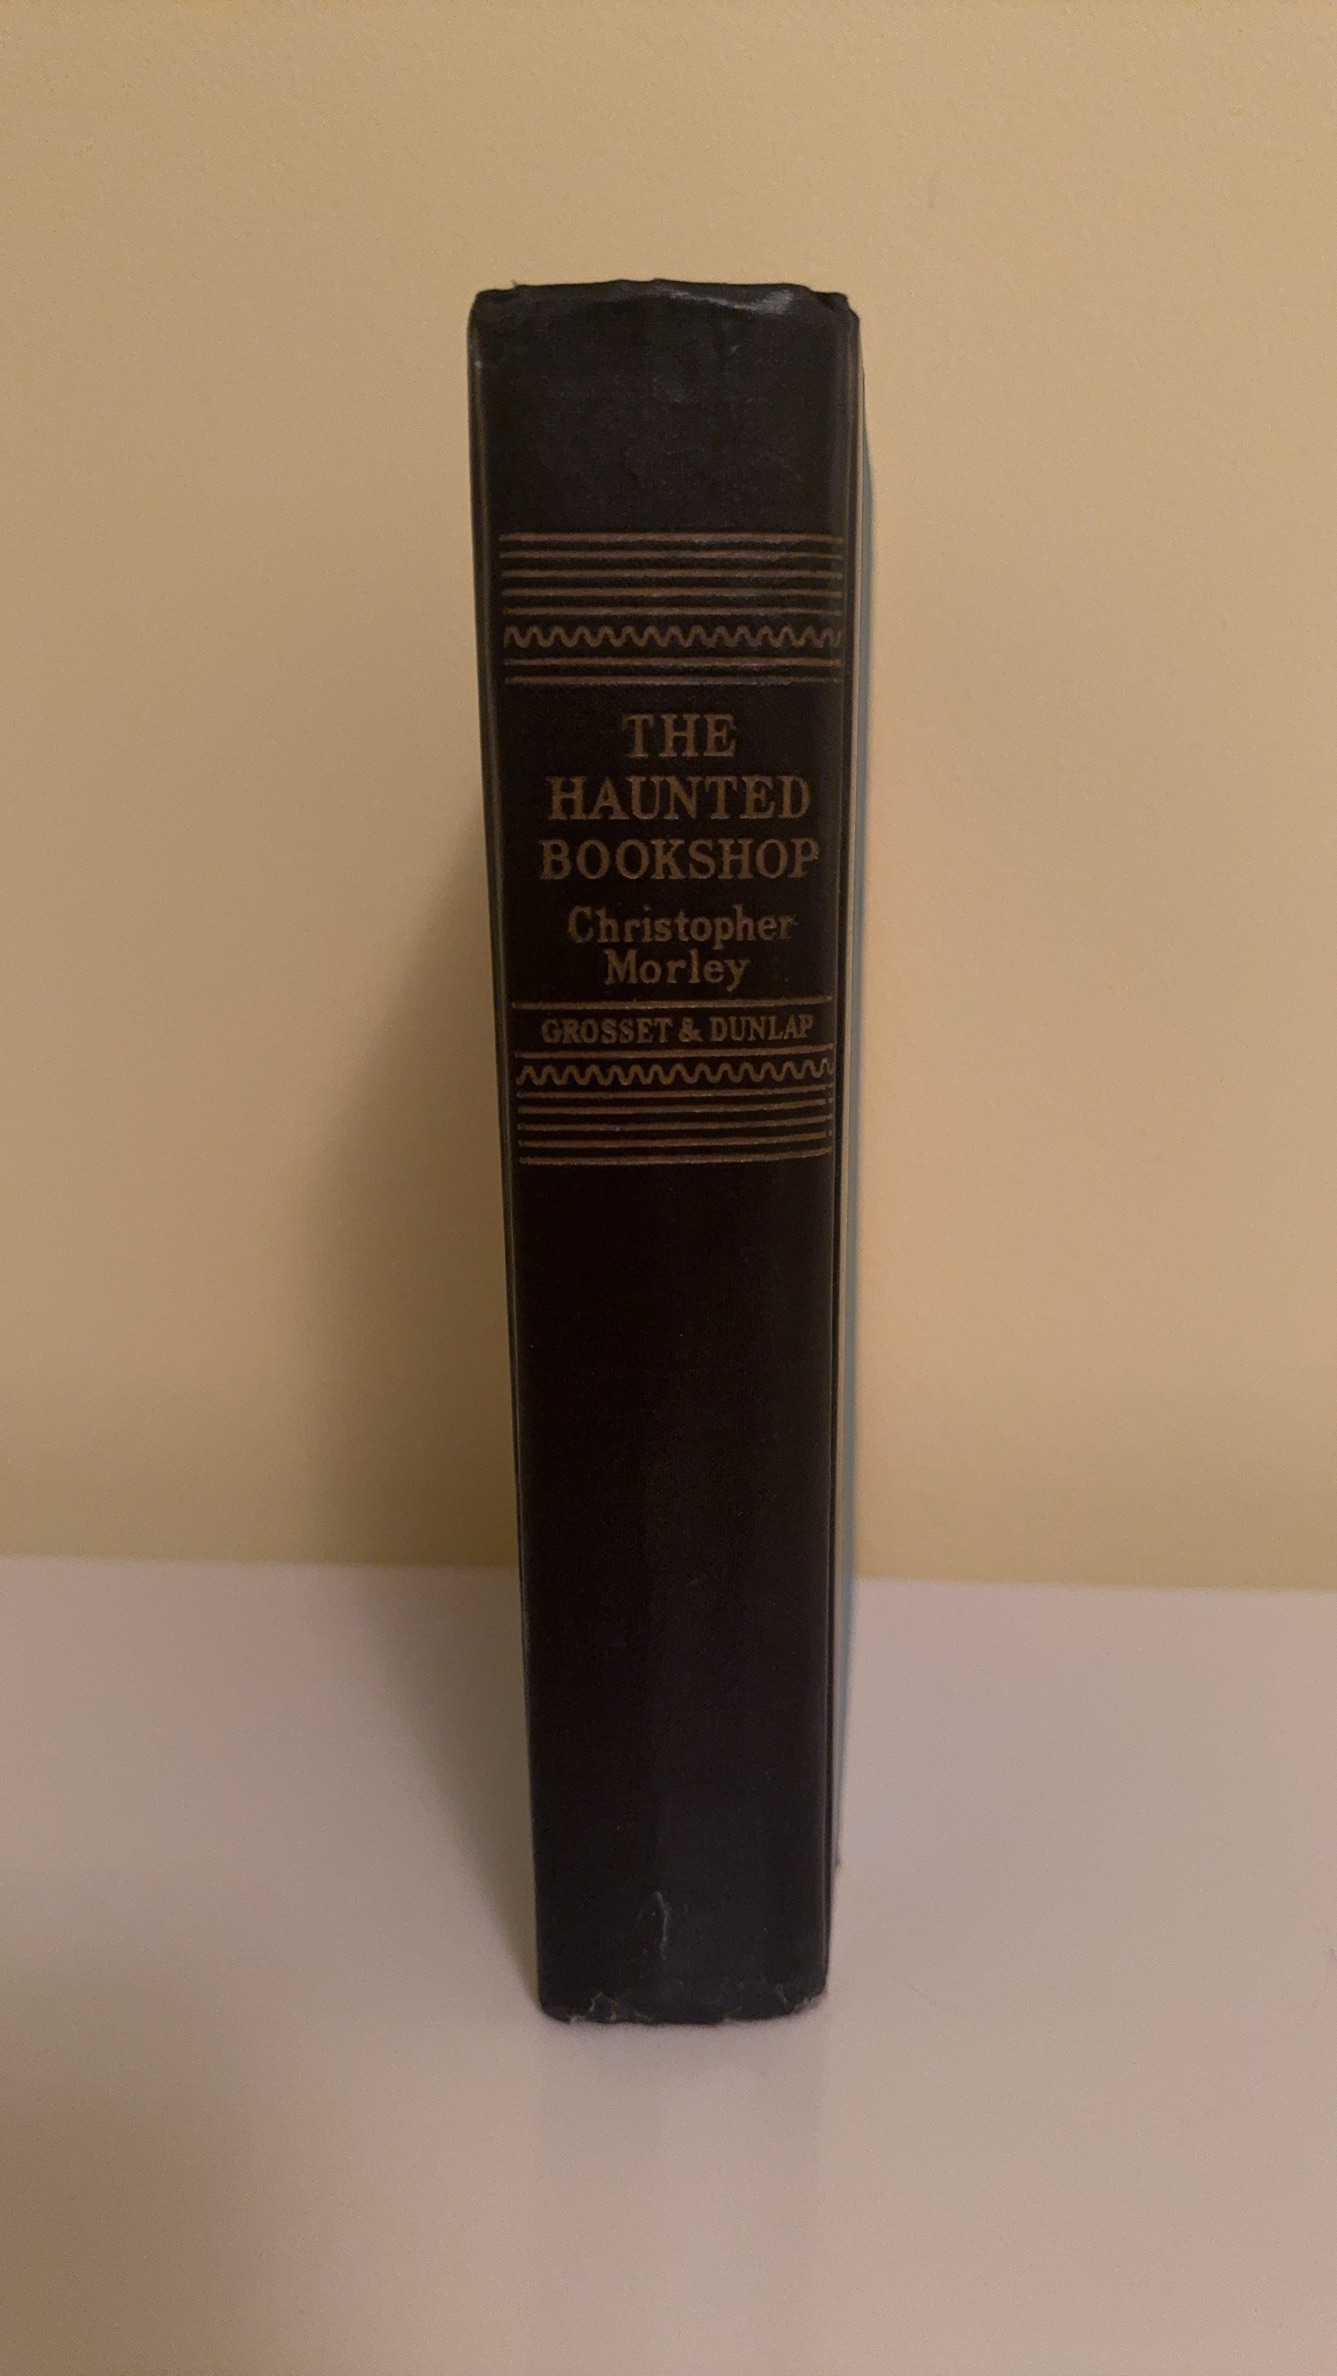 THE
HAUNTED
BOOKSHOP
Christopher
Morley
GROSSET & DUNLAP